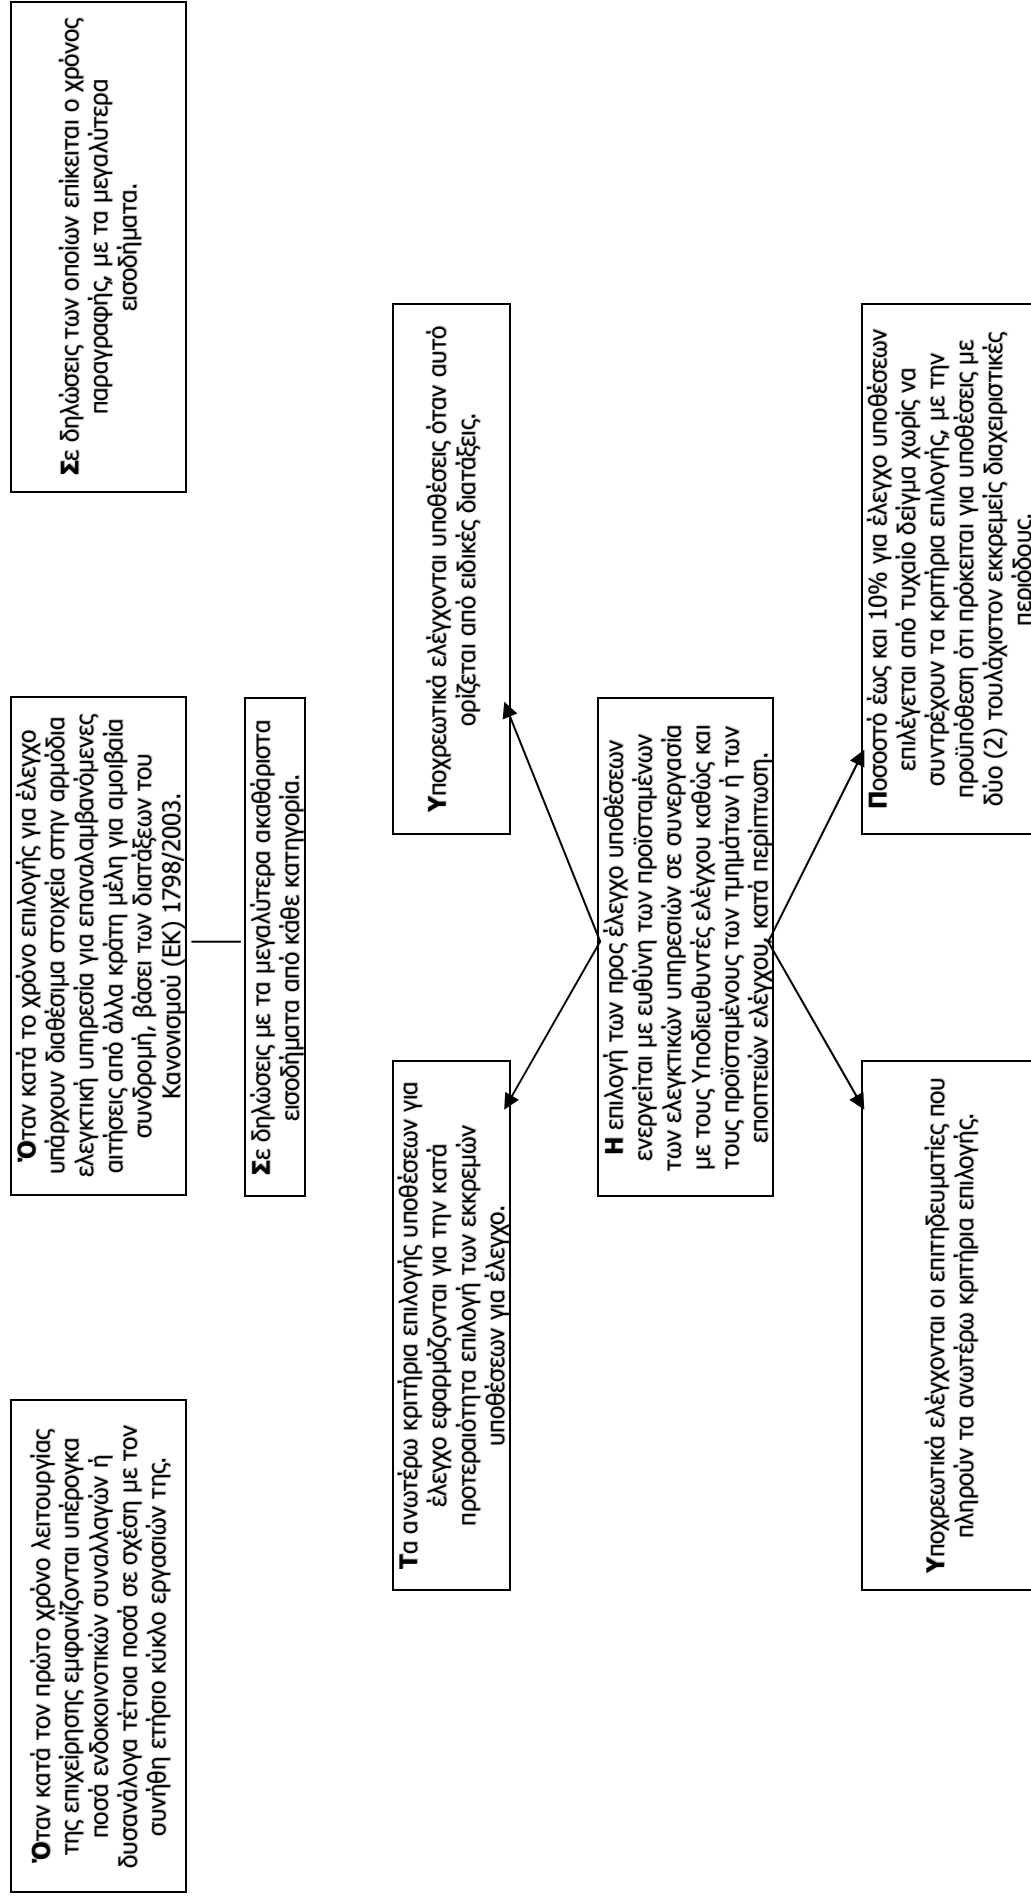 Όταν κατά τον πρώτο χρόνο λειτουργίας
της επιχείρησης εμφανίζονται υπέρογκα
ποσά ενδοκοινοτικών συναλλαγών ή
δυσανάλογα τέτοια ποσά σε σχέση με τον
συνήθη ετήσιο κύκλο εργασιών της.
Όταν κατά το χρόνο επιλογής για έλεγχο
υπάρχουν διαθέσιμα στοιχεία στην αρμόδια
ελεγκτική υπηρεσία για επαναλαμβανόμενες
αιτήσεις από άλλα κράτη μέλη για αμοιβαία
συνδρομή, βάσει των διατάξεων του
Κανονισμού (ΕΚ) 1798/2003.
Σε δηλώσεις των οποίων επίκειται ο χρόνος
παραγραφής, με τα μεγαλύτερα
εισοδήματα.
Σε δηλώσεις με τα μεγαλύτερα ακαθάριστα
εισοδήματα από κάθε κατηγορία.
Τα ανωτέρω κριτήρια επιλογής υποθέσεων για
έλεγχο εφαρμόζονται για την κατά
προτεραιότητα επιλογή των εκκρεμών
υποθέσεων για έλεγχο.
Υποχρεωτικά ελέγχονται υποθέσεις όταν αυτό
ορίζεται από ειδικές διατάξεις.
Η επιλογή των προς έλεγχο υποθέσεων
ενεργείται με ευθύνη των προϊσταμένων
των ελεγκτικών υπηρεσιών σε συνεργασία
με τους Υποδιευθυντές ελέγχου καθώς και
τους προϊσταμένους των τμημάτων ή των
εποπτειών ελέγχου, κατά περίπτωση.
Υποχρεωτικά ελέγχονται οι επιτηδευματίες που
πληρούν τα ανωτέρω κριτήρια επιλογής.
Ποσοστό έως και 10% για έλεγχο υποθέσεων
επιλέγεται από τυχαίο δείγμα χωρίς να
συντρέχουν τα κριτήρια επιλογής, με την
προϋπόθεση ότι πρόκειται για υποθέσεις με
δύο (2) τουλάχιστον εκκρεμείς διαχειριστικές
περιόδους.